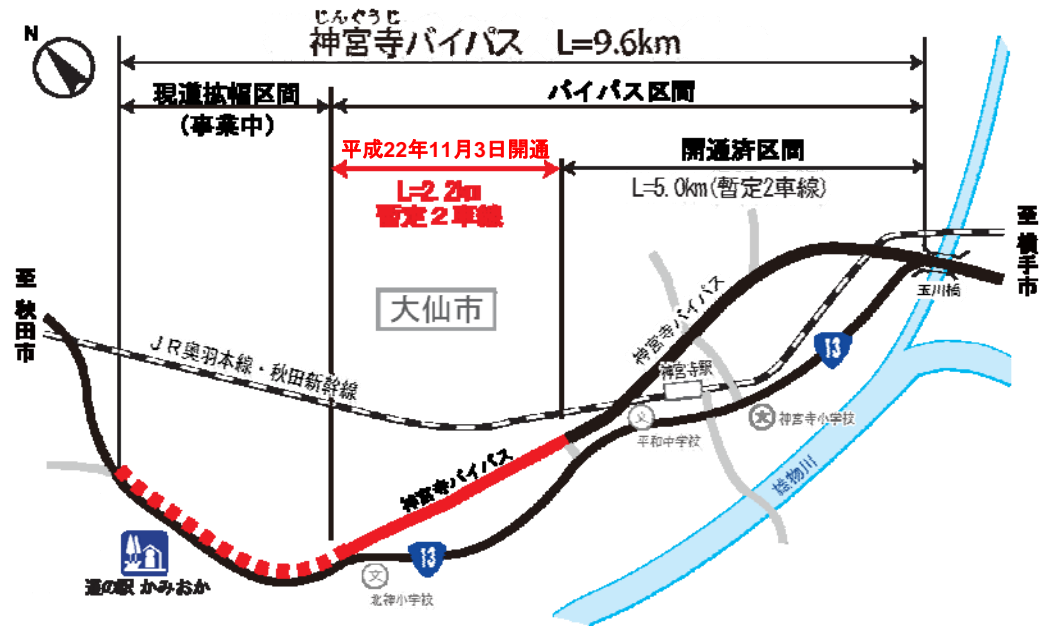 じんぐうじ
神宮寺バイパス L=9.6km
N
現道拡幅区間
(事業中)
バイパス区間
平成22年11月3日開通
L=2.2km
暫定2車線
開通済区間
L=5.0km(暫定2車線)
至 横手市
至 秋田市
大仙市
JR奥羽本線・秋田新幹線
神宮寺バイパス
玉川橋
13
神宮寺駅
文
平和中学校
神宮寺小学校
雄物川
神宮寺バイパス
13
文
北神小学校
道の駅 かみおか